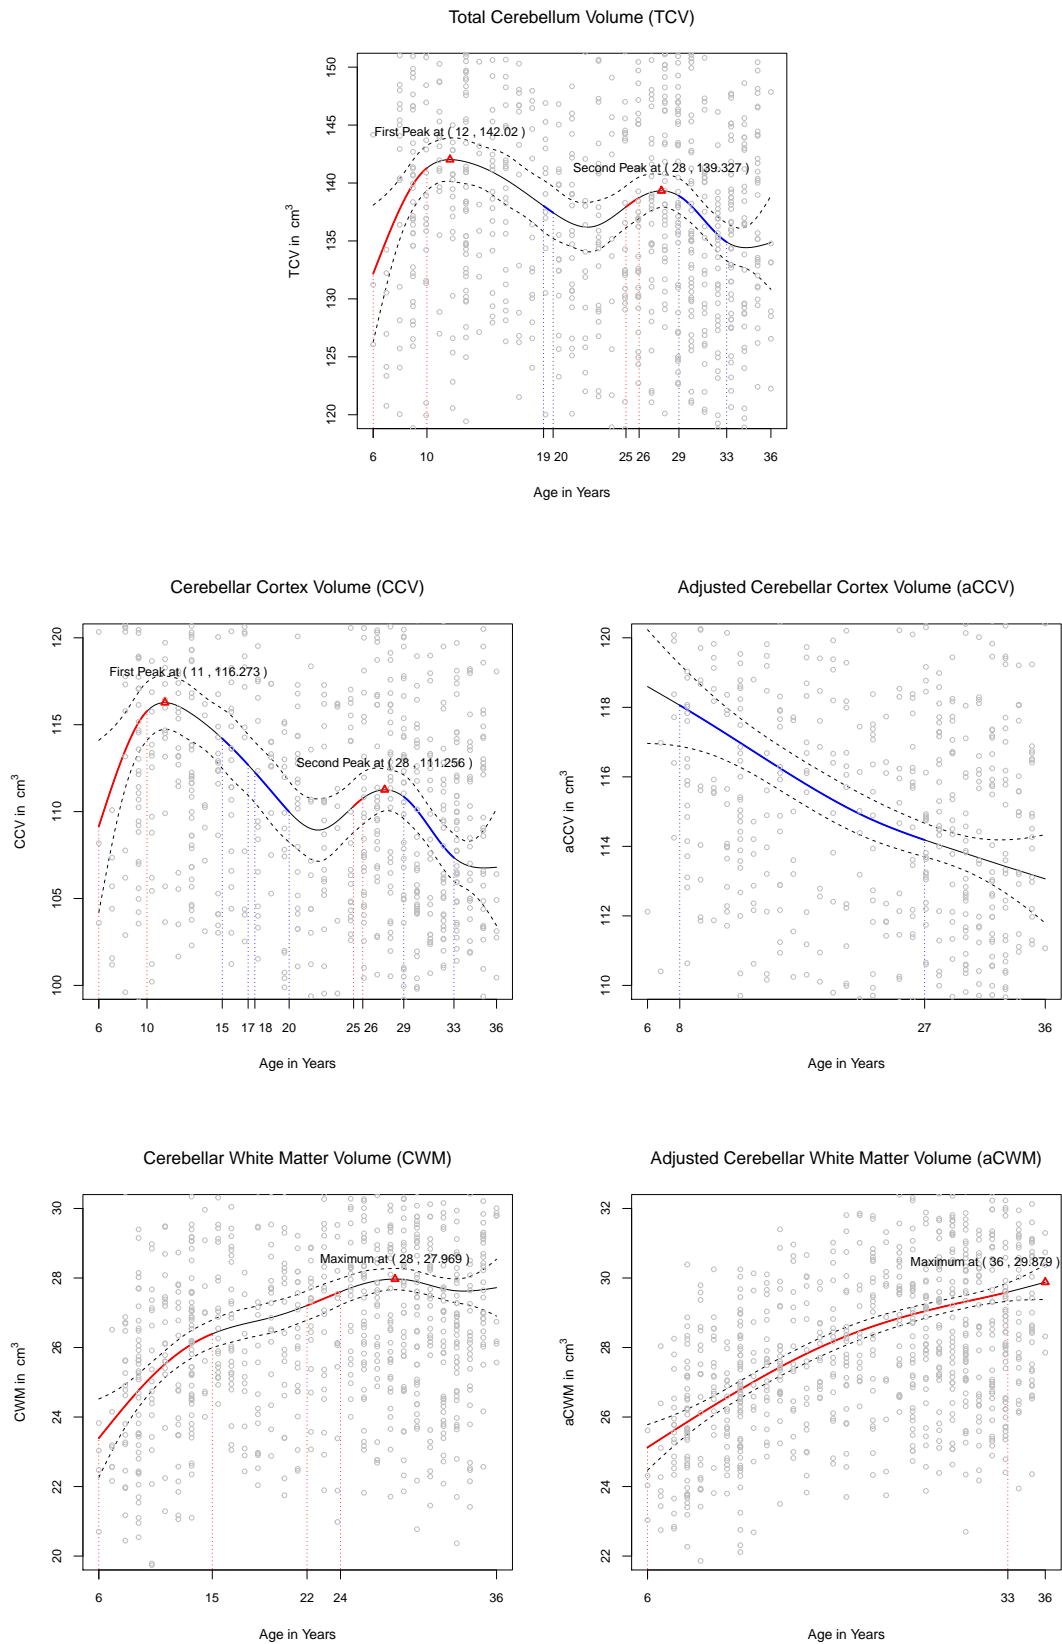 Total Cerebellum Volume (TCV)
150
145
140
135
130
125
120
TCV in cm³
First Peak at ( 12 , 142.02 )
Second Peak at ( 28 , 139.327 )
6 10 19 20 25 26 29 33 36
Age in Years
Cerebellar Cortex Volume (CCV)
120
115
110
105
100
CCV in cm³
First Peak at ( 11 , 116.273 )
Second Peak at ( 28 , 111.256 )
6 10 15 17 18 20 25 26 29 33 36
Age in Years
Adjusted Cerebellar Cortex Volume (aCCV)
120
118
116
114
112
110
aCCV in cm³
6 8 27 36
Age in Years
Cerebellar White Matter Volume (CWM)
30
28
26
24
22
20
CWM in cm³
Maximum at ( 28 , 27.969 )
6 15 22 24 36
Age in Years
Adjusted Cerebellar White Matter Volume (aCWM)
32
30
28
26
24
22
aCWM in cm³
Maximum at ( 36 , 29.879 )
6 33 36
Age in Years